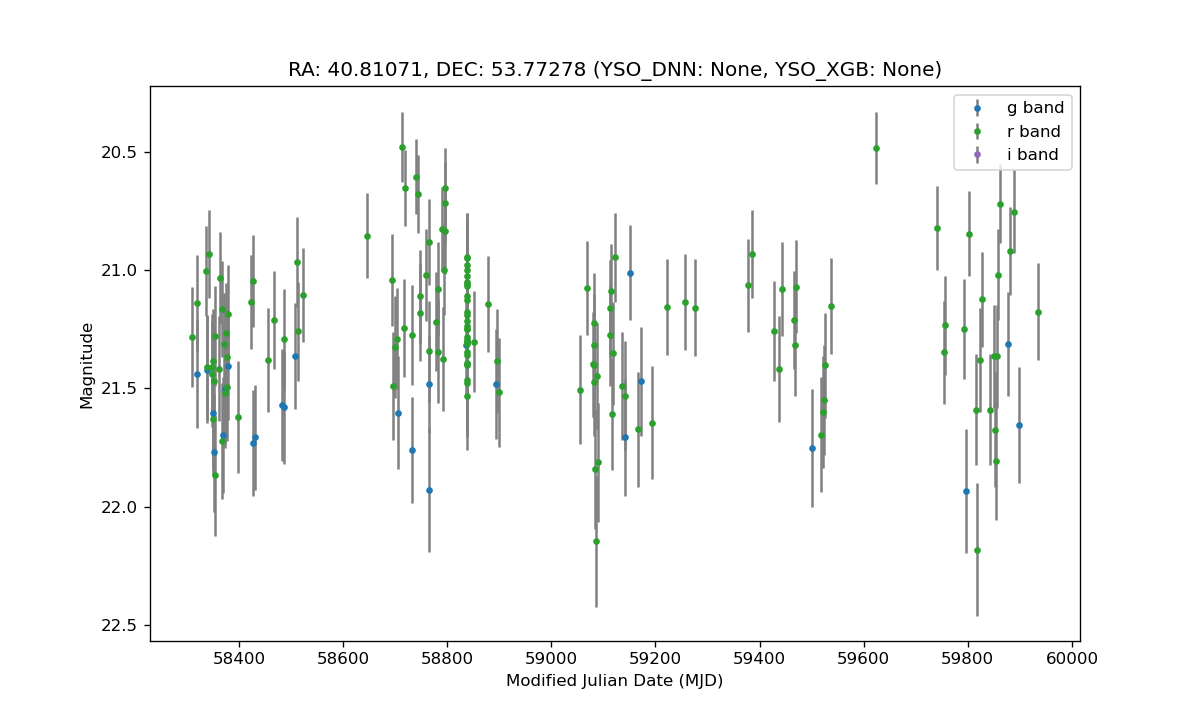 RA: 40.81071, DEC: 53.77278 (YSO_DNN: None, YSO_XGB: None)
g band
r band
i band
20.5
21.0
21.5
22.0
22.5
Magnitude
58400 58600 58800 59000 59200 59400 59600 59800 60000
Modified Julian Date (MJD)